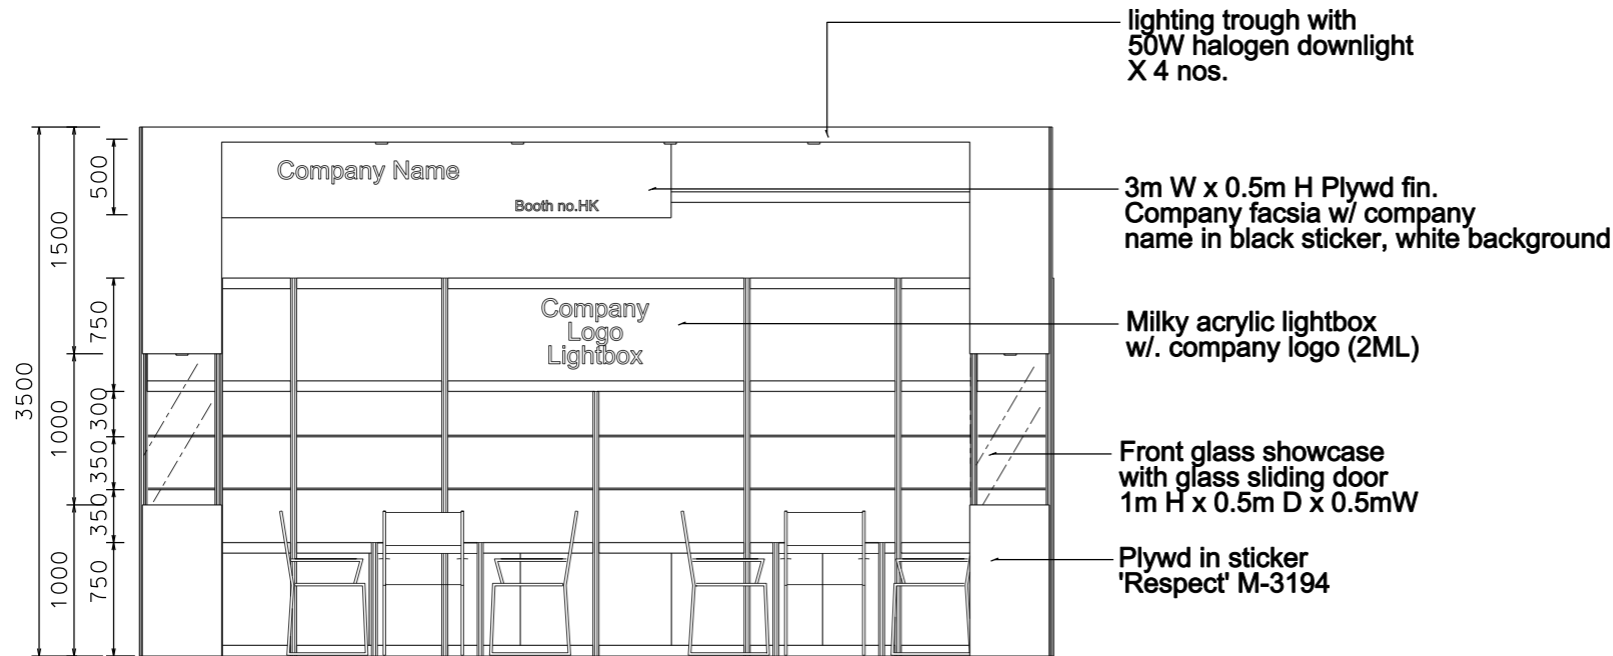 lighting trough with
50W halogen downlight
X 4 nos.
Company Name
Booth no.HK
3m W x 0.5m H Plywd fin.
Company facsia w/ company
name in black sticker, white background
Company
Logo
Lightbox
Milky acrylic lightbox
w/. company logo (2ML)
Front glass showcase
with glass sliding door
1m H x 0.5m D x 0.5mW
Plywd in sticker
'Respect' M-3194
3500
1500
1000
1000
500
750
300
350
350
750